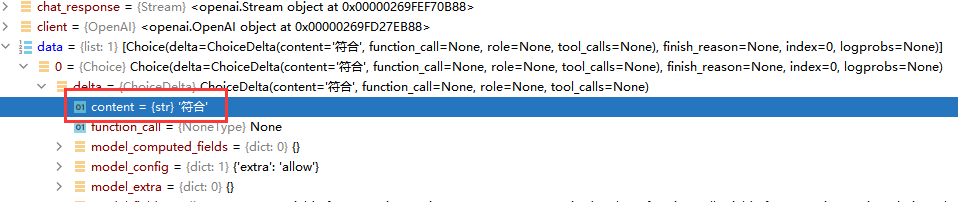 chat_response = {Stream} <openai.Stream object at 0x00000269FEF70B88>
client = {OpenAI} <openai.OpenAI object at 0x00000269FD27EB88>
data = {list: 1} [Choice(delta=ChoiceDelta(content='符合', function_call=None, role=None, tool_calls=None), finish_reason=None, index=0, logprobs=None)]
0 = {Choice} Choice(delta=ChoiceDelta(content='符合', function_call=None, role=None, tool_calls=None), finish_reason=None, index=0, logprobs=None)
delta = {ChoiceDelta} ChoiceDelta(content='符合', function_call=None, role=None, tool_calls=None)
01 content = {str} '符合'
01 function_call = {NoneType} None
model_computed_fields = {dict: 0} {}
model_config = {dict: 1} {'extra': 'allow'}
model_extra = {dict: 0} {}